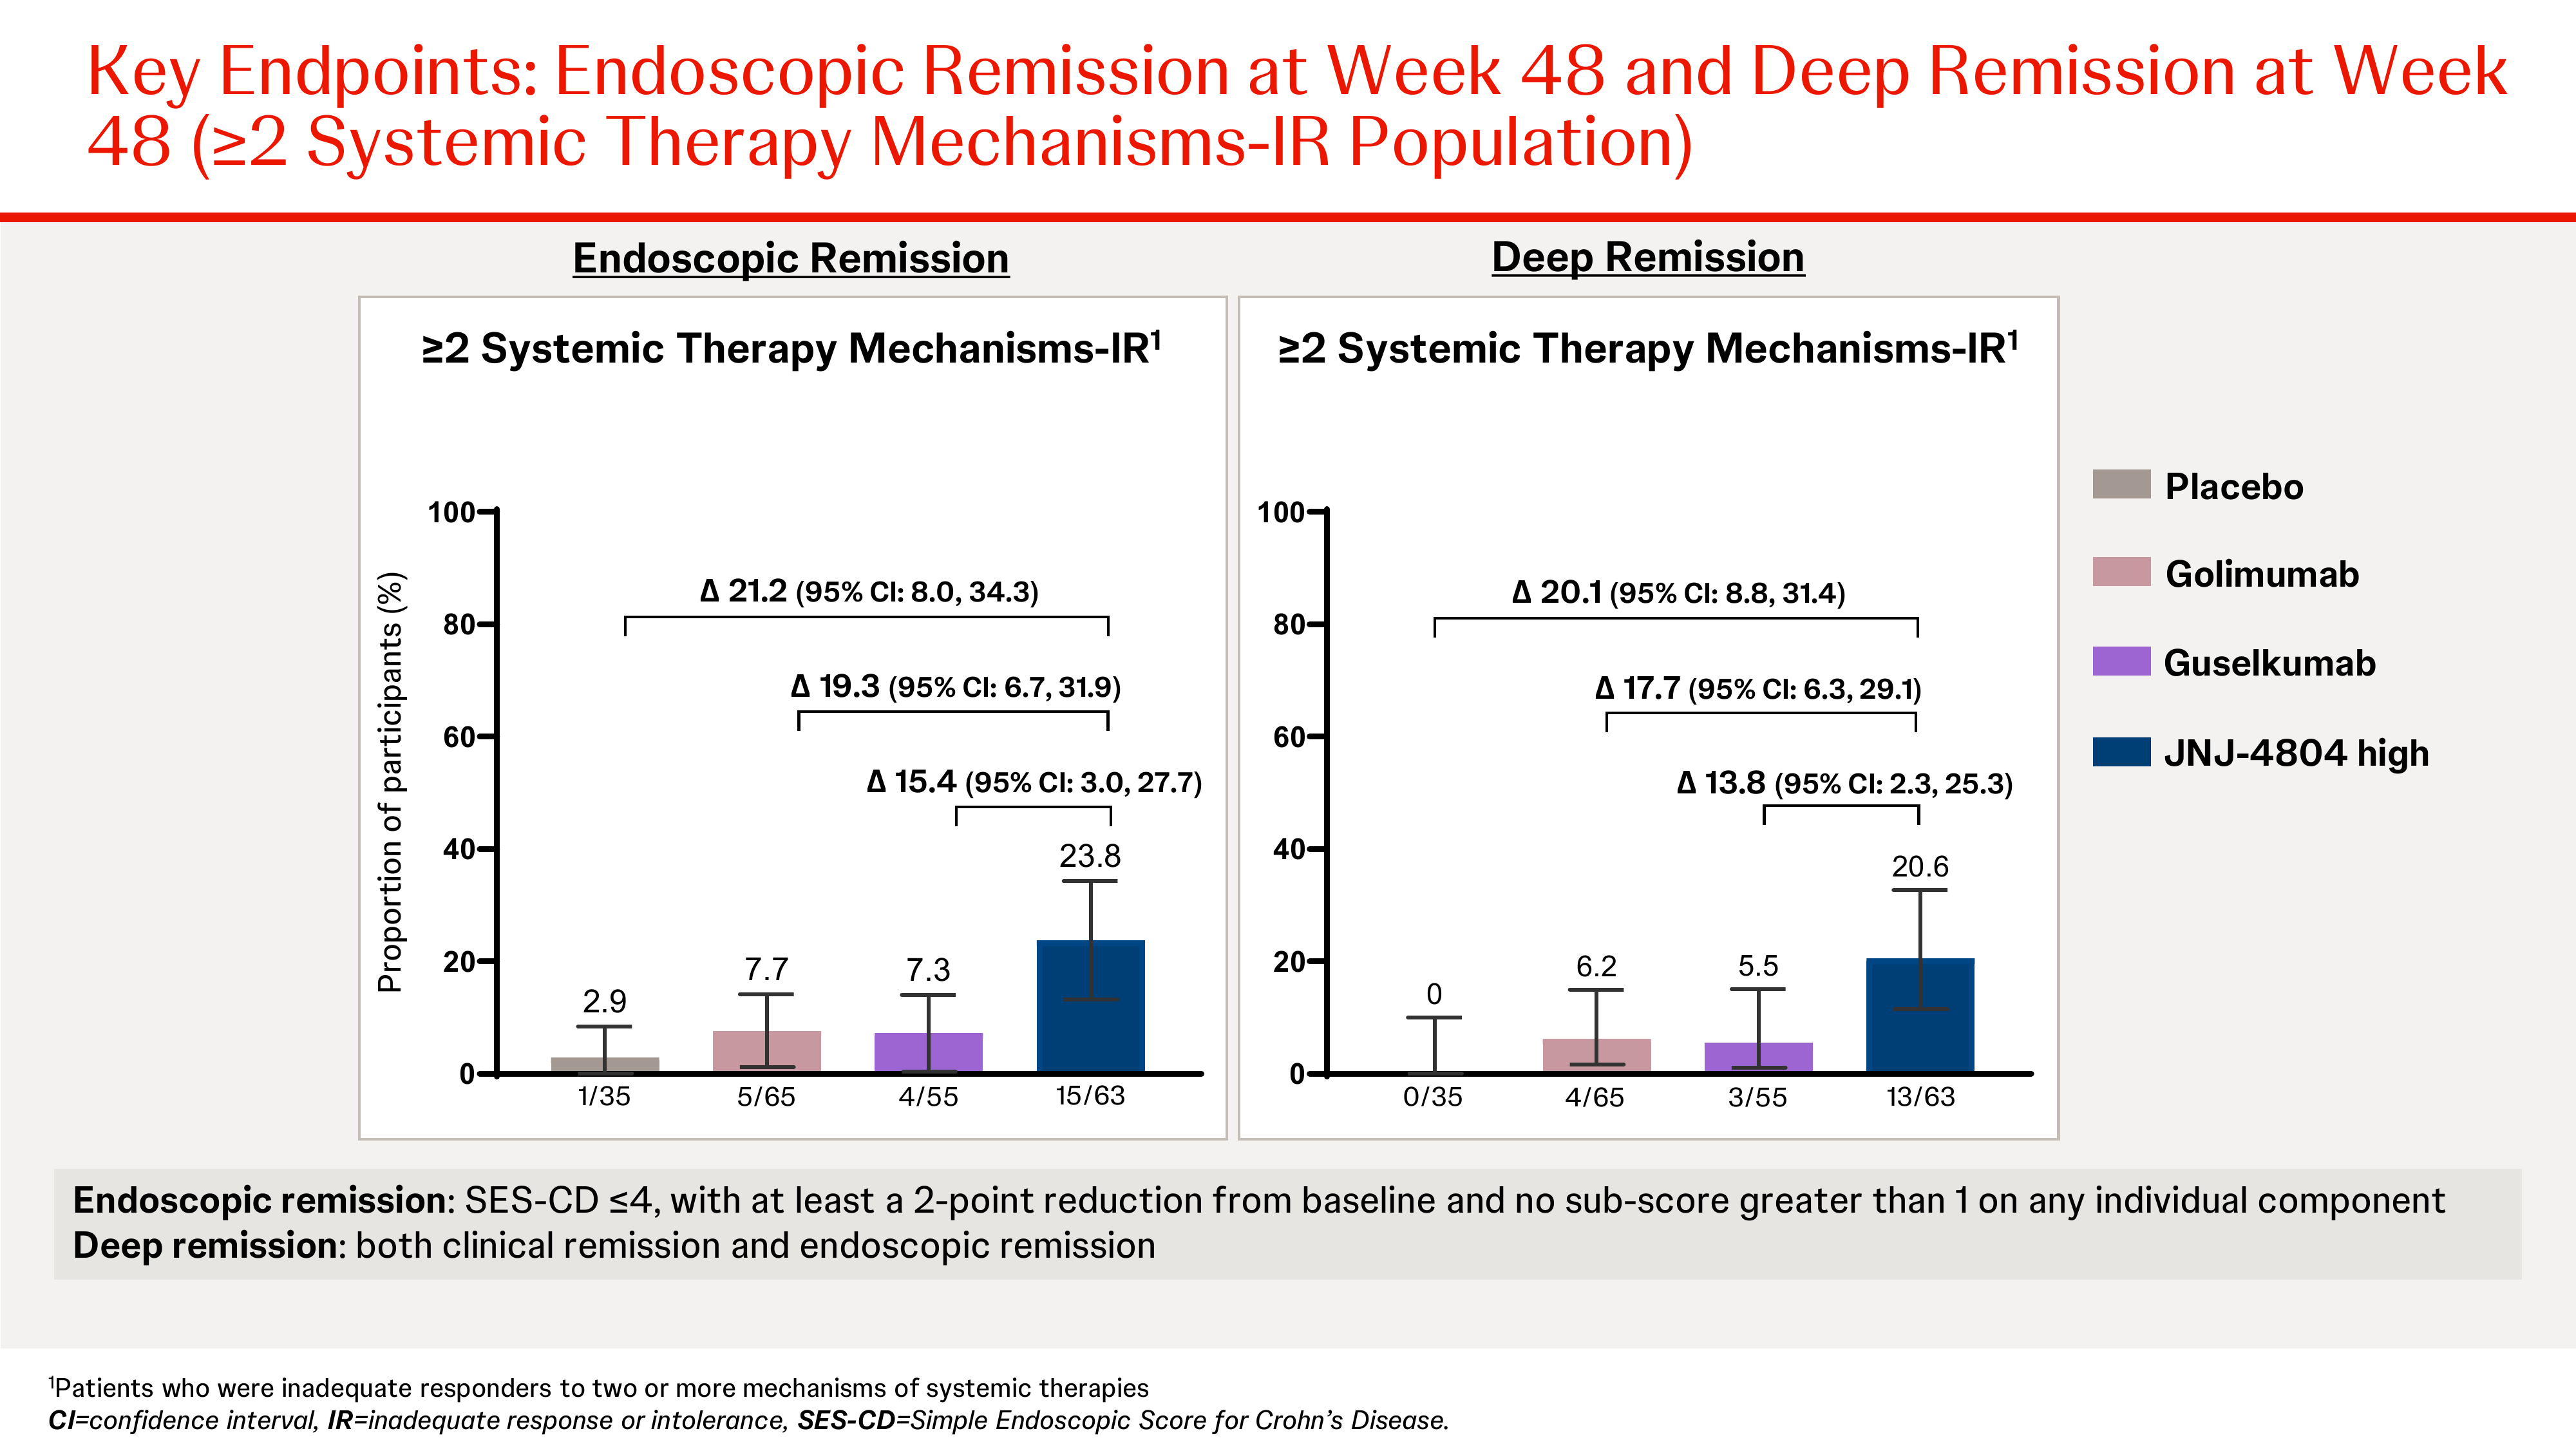 Key Endpoints: Endoscopic Remission at Week 48 and Deep Remission at Week
48 (≥2 Systemic Therapy Mechanisms-IR Population)
Endoscopic Remission
≥2 Systemic Therapy Mechanisms-IR¹
Proportion of participants (%)
100
80
60
40
20
0
Δ 21.2 (95% CI: 8.0, 34.3)
Δ 19.3 (95% CI: 6.7, 31.9)
Δ 15.4 (95% CI: 3.0, 27.7)
2.9
7.7
7.3
23.8
1/35
5/65
4/55
15/63
Deep Remission
≥2 Systemic Therapy Mechanisms-IR¹
100
80
60
40
20
0
Δ 20.1 (95% CI: 8.8, 31.4)
Δ 17.7 (95% CI: 6.3, 29.1)
Δ 13.8 (95% CI: 2.3, 25.3)
0
6.2
5.5
20.6
0/35
4/65
3/55
13/63
Placebo
Golimumab
Guselkumab
JNJ-4804 high
Endoscopic remission: SES-CD ≤4, with at least a 2-point reduction from baseline and no sub-score greater than 1 on any individual component
Deep remission: both clinical remission and endoscopic remission
¹Patients who were inadequate responders to two or more mechanisms of systemic therapies
CI=confidence interval, IR=inadequate response or intolerance, SES-CD=Simple Endoscopic Score for Crohn’s Disease.